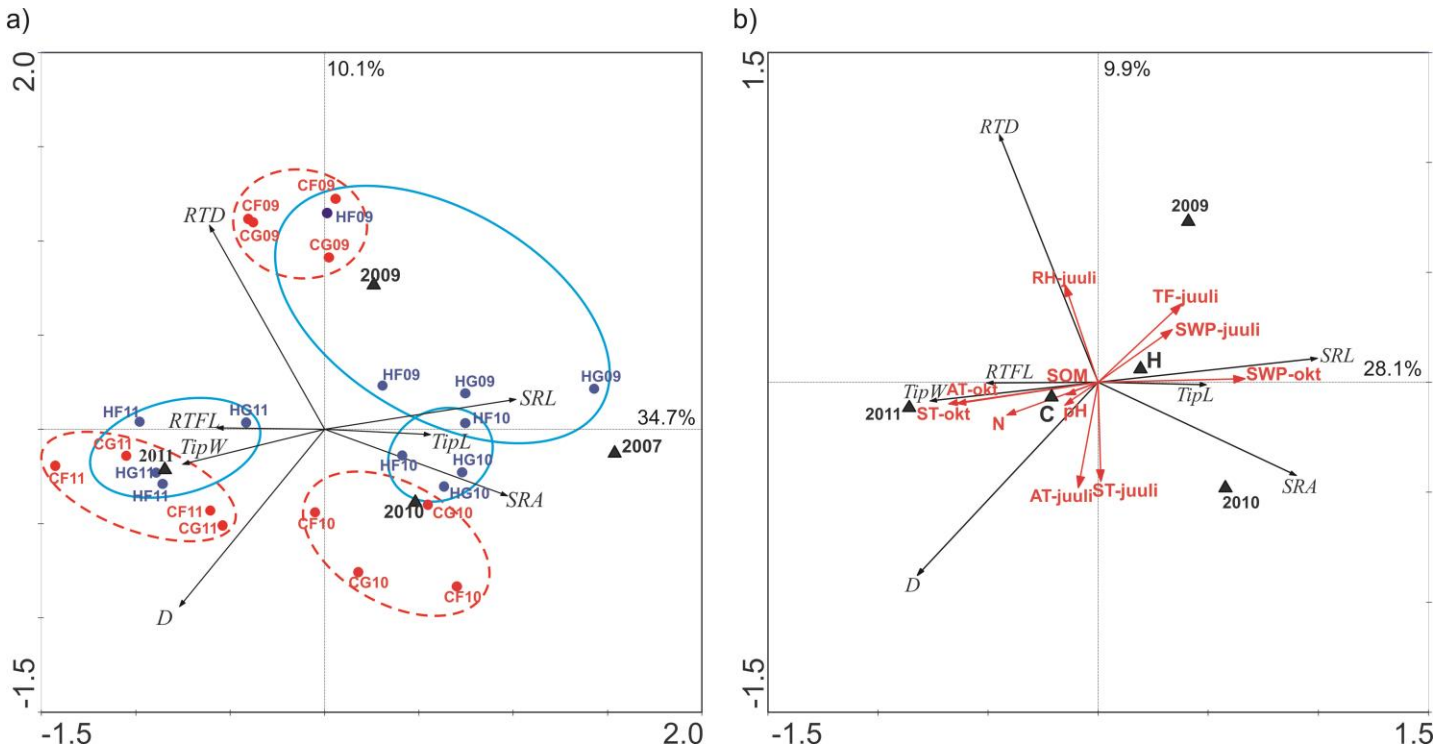 a)
2.0
10.1%
CF09
CF09
HF09
CG09
CG09
RTD
2009
HF09
HG09
HG09
SRL
HF10
34.7%
HF11
HG11
RTFL
TipL
2007
CG11
TipW
2011
HF10
HG10
CF11
HG11
HF11
HG10
SRA
2010
CG10
CF11
CG11
CF10
CG10
CF10
D
-1.5
-1.5
2.0
b)
1.5
9.9%
RTD
2009
RH-juuli
TF-juuli
SWP-juuli
H
SRL
28.1%
SOM
RTFL
SWP-okt
TipW
AT-okt
TipL
2011
ST-okt
C
pH
N
AT-juuli
ST-juuli
SRA
2010
D
-1.5
-1.5
1.5